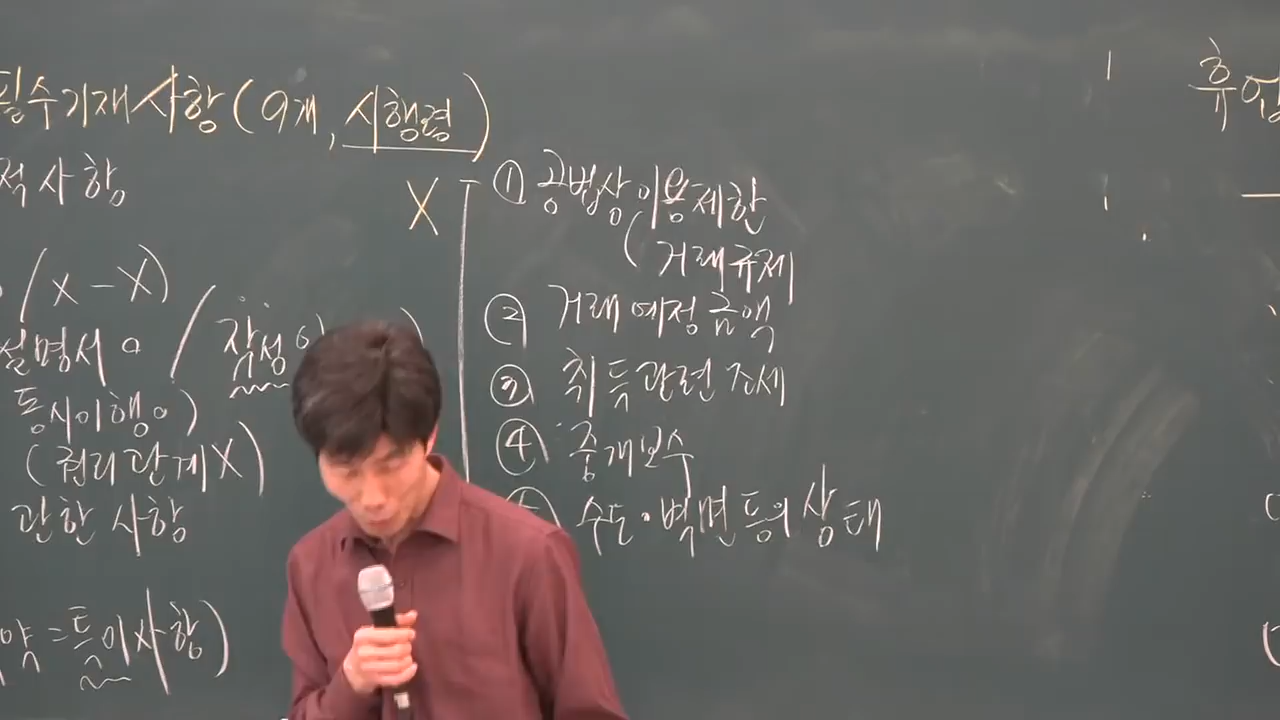 필수기재사항(9개, 시행령)
적사항
/ X - X)
설명서 ○ / 작성
동시이행 ○)
(권리관계 X)
관한 사항
약 = 특이사항)
X
① 공법상 이용제한
(거래규제
② 거래예정금액
③ 취득관련 조세
④ 중개보수
수도·벽면 등의 상태
휴업